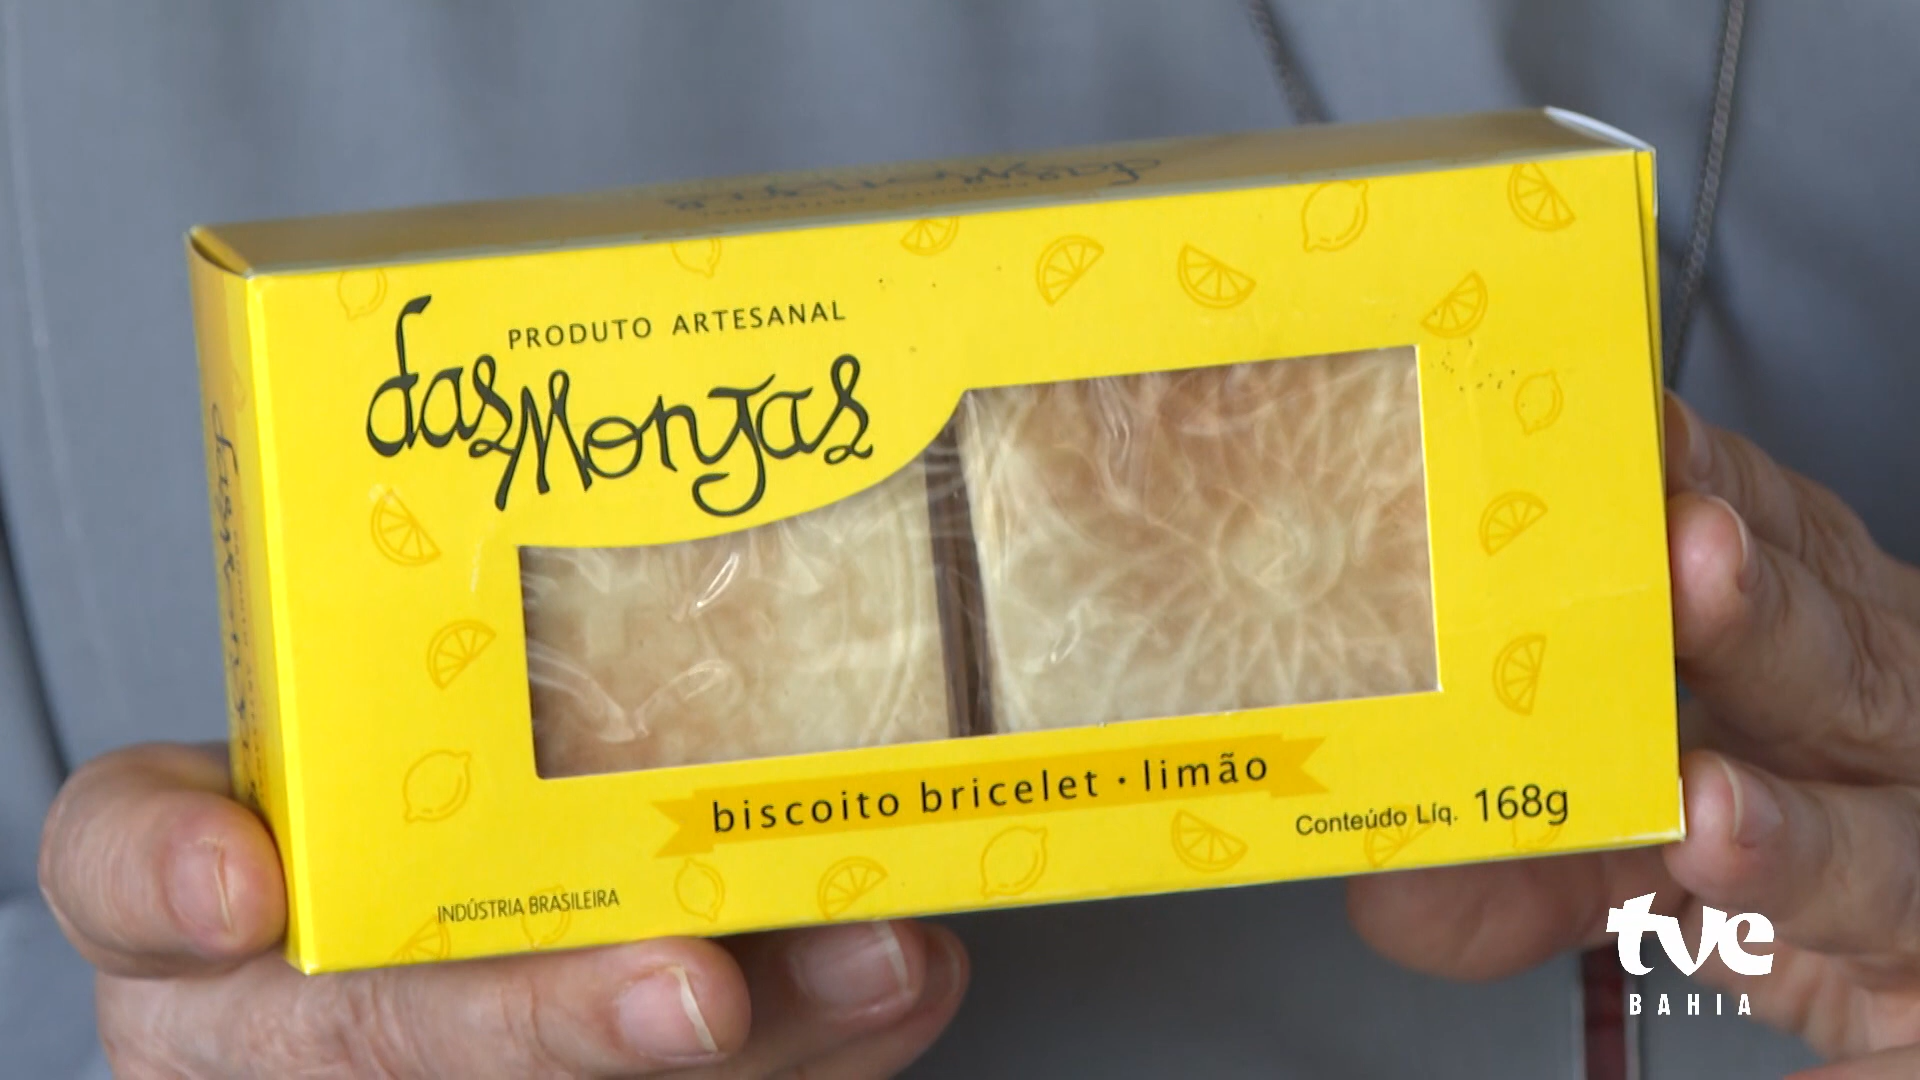 PRODUTO ARTESANAL
das Monjas
biscoito bricelet · limão
Conteúdo Líq. 168g
INDÚSTRIA BRASILEIRA
tve
BAHIA